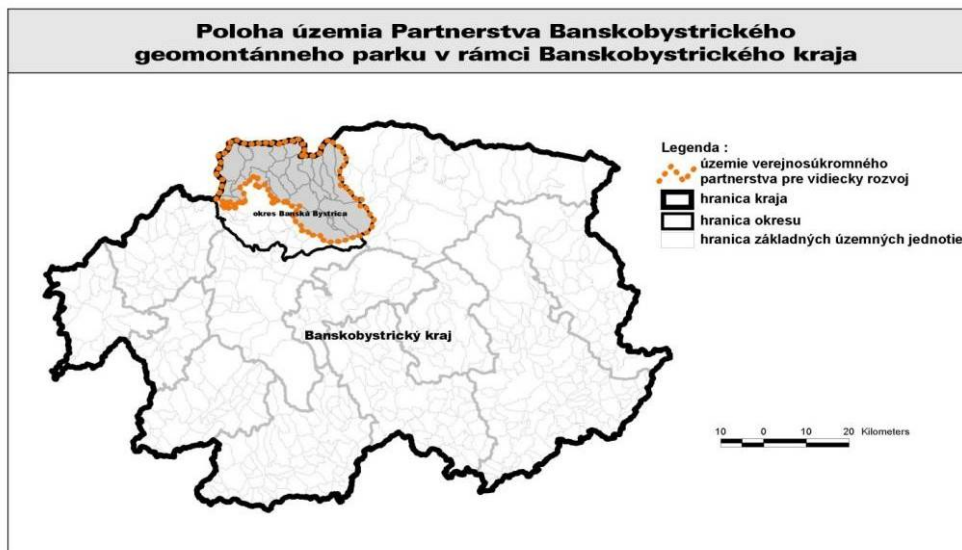 Poloha územia Partnerstva Banskobystrického
geomontánneho parku v rámci Banskobystrického kraja
Legenda :
územie verejnosúkromného
partnerstva pre vidiecky rozvoj
hranica kraja
hranica okresu
hranica základných územných jednotie
okres Banská Bystrica
Banskobystrický kraj
10 0 10 20 Kilometers